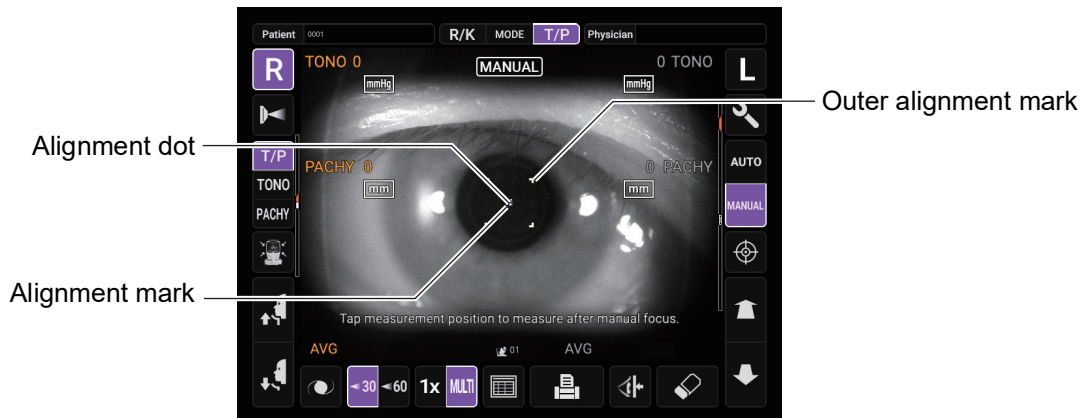 Patient 0001 R/K MODE T/P Physician
R TONO 0 MANUAL 0 TONO L
mmHg mmHg
Outer alignment mark
Alignment dot
T/P PACHY 0 0 PACHY AUTO
TONO mm mm
MANUAL
PACHY
Alignment mark
Tap measurement position to measure after manual focus.
AVG 01 AVG
30 60 1x MULTI